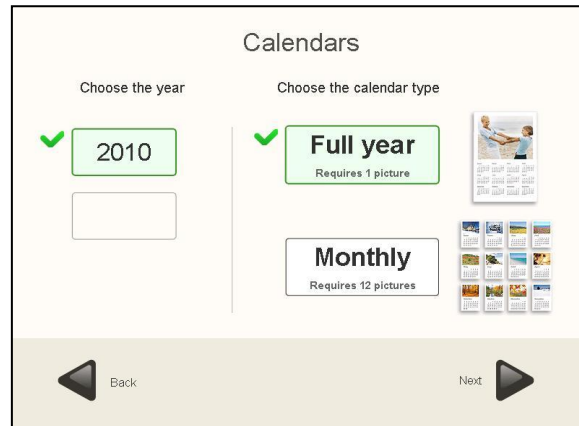 Calendars
Choose the year
Choose the calendar type
2010
Full year
Requires 1 picture
Monthly
Requires 12 pictures
Back
Next